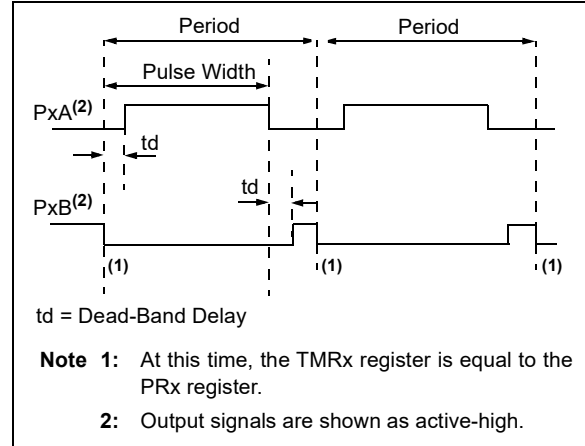 Period Period
Pulse Width
PxA(2)
td
td
PxB(2)
(1) (1) (1)
td = Dead-Band Delay
Note 1: At this time, the TMRx register is equal to the
PRx register.
2: Output signals are shown as active-high.